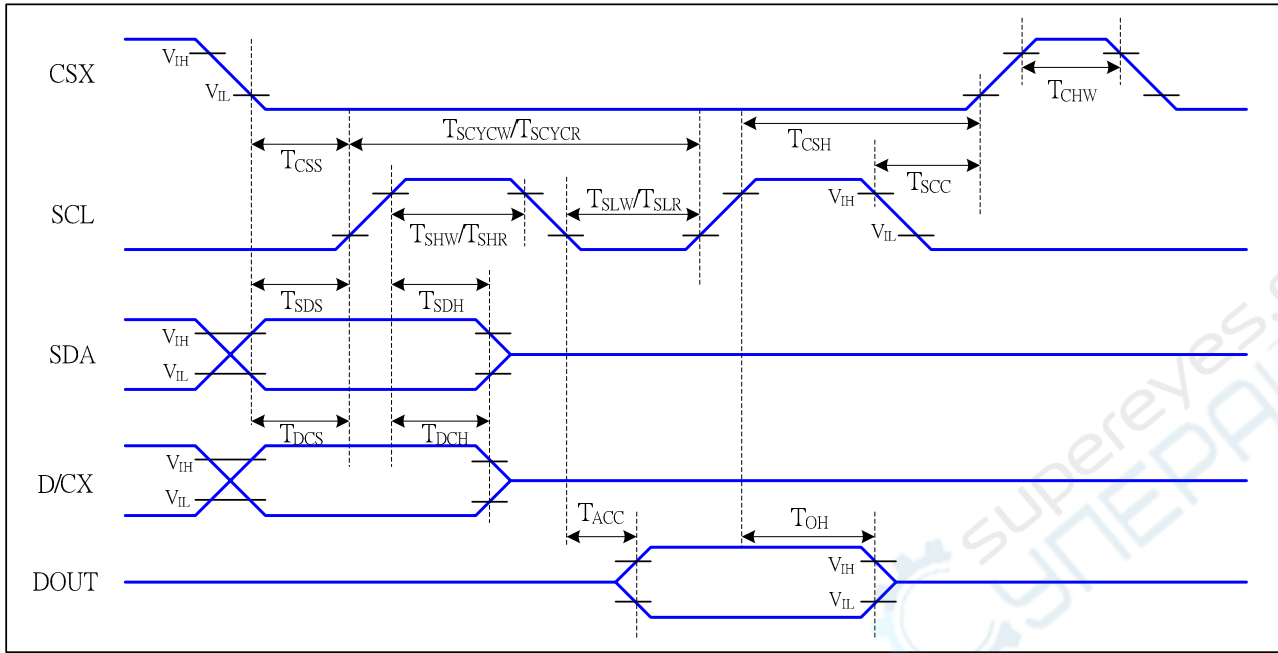 CSX
VIH
VIL
TCHW
TSCYCW/TSCYCR
TCSS
TCSH
TSCC
SCL
TSLW/TSLR
VIH
VIL
TSHW/TSHR
TSDS
TSDH
SDA
VIH
VIL
TDCS
TDCH
D/CX
VIH
VIL
TACC
TOH
DOUT
VIH
VIL
supereyes.